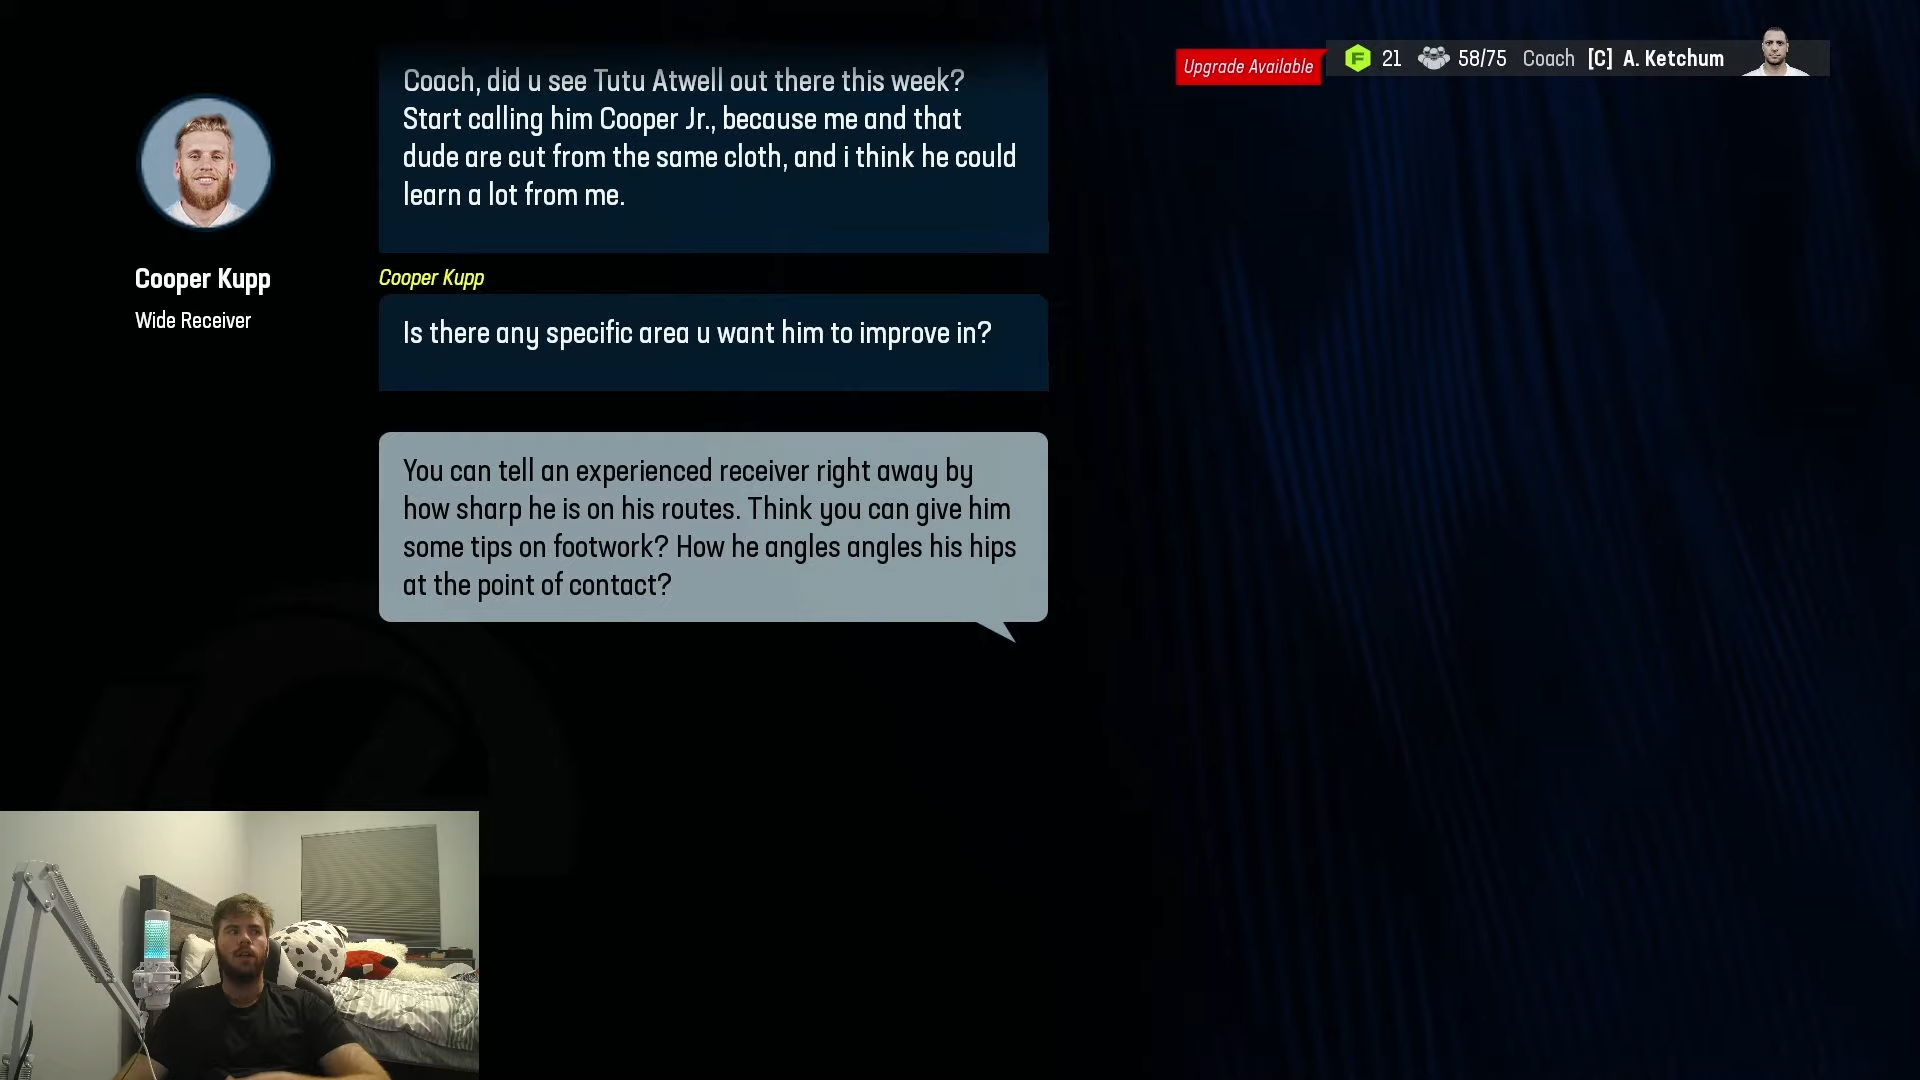 Upgrade Available
F 21 58/75 Coach [C] A. Ketchum
Coach, did u see Tutu Atwell out there this week?
Start calling him Cooper Jr., because me and that
dude are cut from the same cloth, and i think he could
learn a lot from me.
Cooper Kupp
Wide Receiver
Cooper Kupp
Is there any specific area u want him to improve in?
You can tell an experienced receiver right away by
how sharp he is on his routes. Think you can give him
some tips on footwork? How he angles angles his hips
at the point of contact?